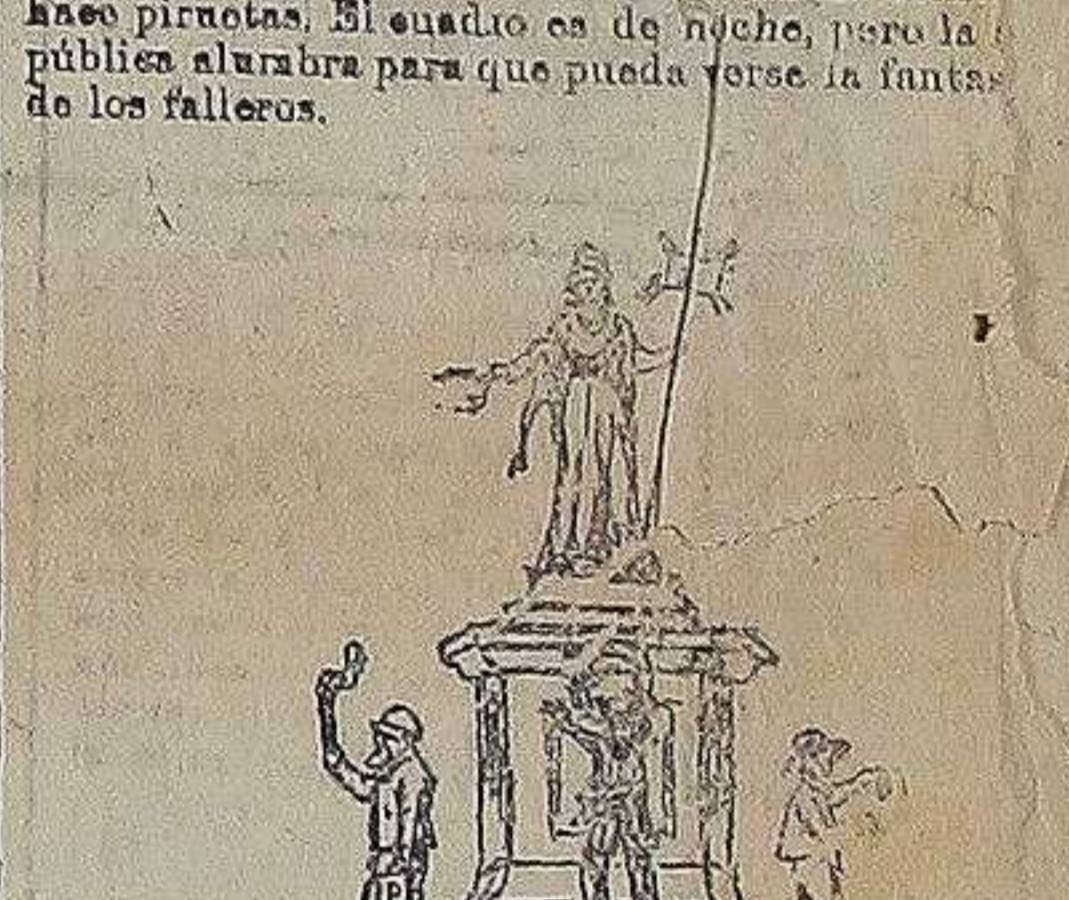 hace piruetas. El cuadro es de noche, pero la
pública alumbra para que pueda verse la fantas
de los falleros.
P